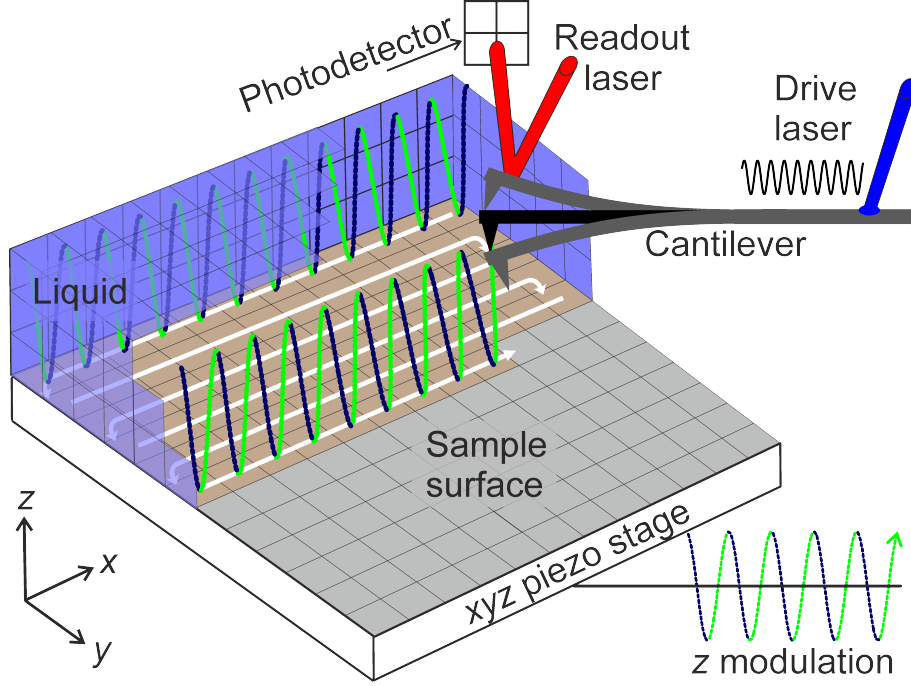 Photodetector
Readout
laser
Drive
laser
Cantilever
Liquid
Sample
surface
xyz piezo stage
z
x
y
z modulation